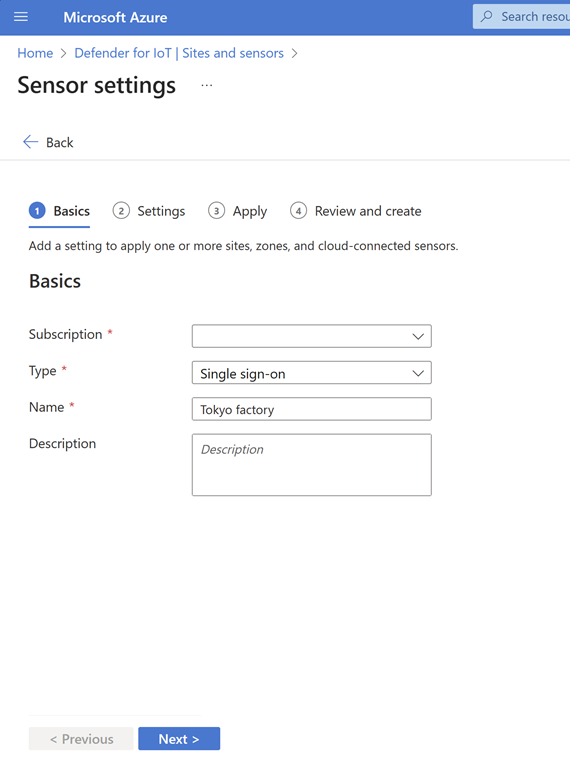 Microsoft Azure
Search resou
Home > Defender for IoT | Sites and sensors >
Sensor settings ...
Back
1 Basics 2 Settings 3 Apply 4 Review and create
Add a setting to apply one or more sites, zones, and cloud-connected sensors.
Basics
Subscription *
Type * Single sign-on
Name * Tokyo factory
Description Description
< Previous Next >